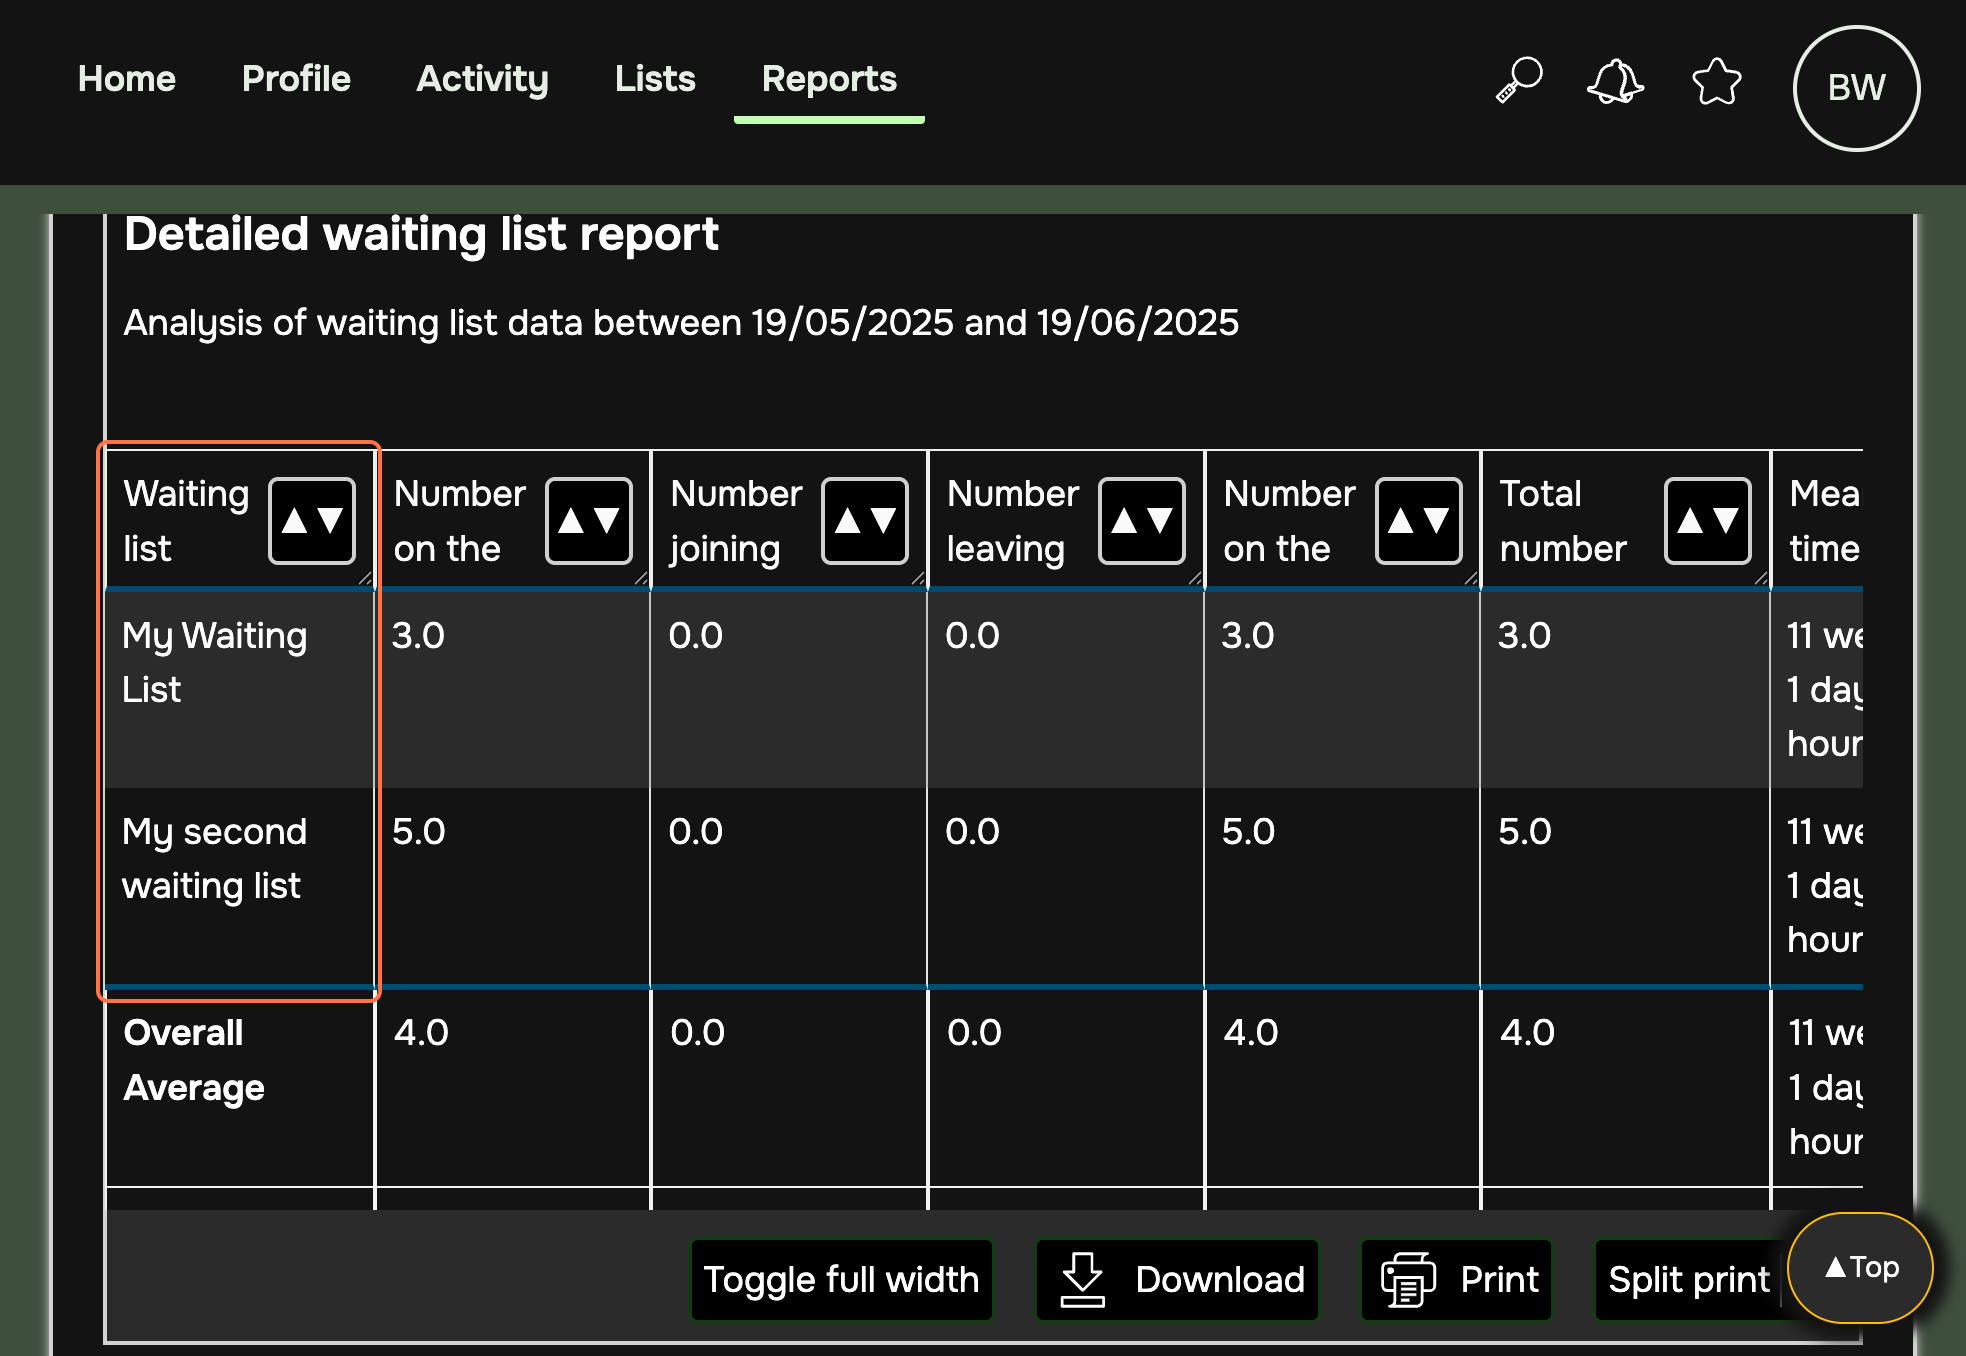 Home Profile Activity Lists Reports BW
Detailed waiting list report
Analysis of waiting list data between 19/05/2025 and 19/06/2025
Waiting list ▲▼ Number on the ▲▼ Number joining ▲▼ Number leaving ▲▼ Number on the ▲▼ Total number ▲▼ Mea time
My Waiting List 3.0 0.0 0.0 3.0 3.0 11 we 1 day hour
My second waiting list 5.0 0.0 0.0 5.0 5.0 11 we 1 day hour
Overall Average 4.0 0.0 0.0 4.0 4.0 11 we 1 day hour
Toggle full width Download Print Split print ▲Top